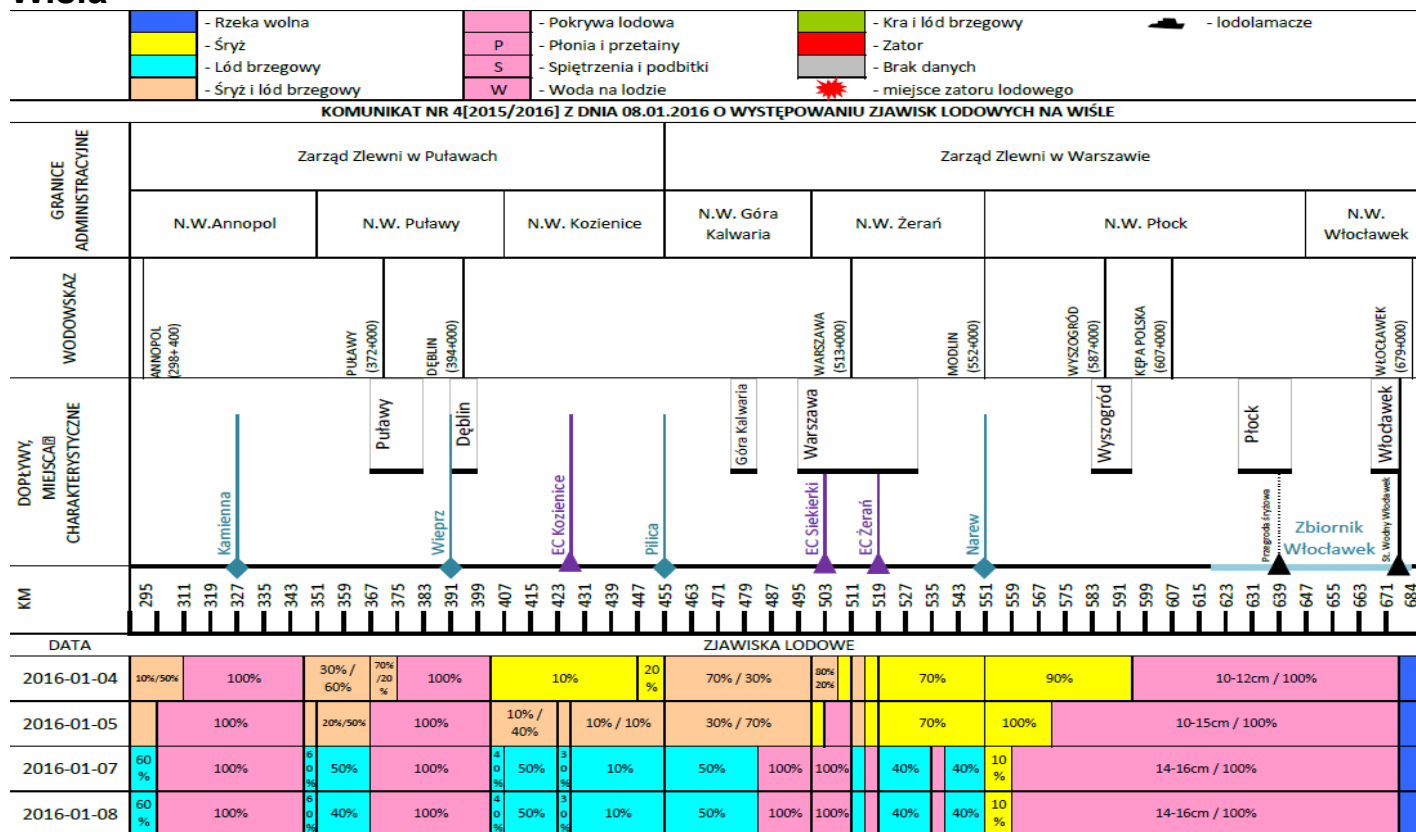 Wisła
- Rzeka wolna
- Śryż
- Lód brzegowy
- Śryż i lód brzegowy
- Pokrywa lodowa
P - Płonia i przetainy
S - Spiętrzenia i podbitki
W - Woda na lodzie
- Kra i lód brzegowy
- Zator
- Brak danych
- miejsce zatoru lodowego
- lodolamacze
KOMUNIKAT NR 4[2015/2016] Z DNIA 08.01.2016 O WYSTĘPOWANIU ZJAWISK LODOWYCH NA WIŚLE
GRANICE
ADMINISTRACYJNE
Zarząd Zlewni w Puławach
Zarząd Zlewni w Warszawie
N.W.Annopol
N.W. Puławy
N.W. Kozienice
N.W. Góra
Kalwaria
N.W. Żerań
N.W. Płock
N.W.
Włocławek
WODOWSKAZ
ANNOPOL
(298+400)
PUŁAWY
(372+000)
DĘBLIN
(394+000)
WARSZAWA
(513+000)
MODLIN
(552+000)
WYSZOGRÓD
(587+000)
KĘPA POLSKA
(607+000)
WŁOCŁAWEK
(679+000)
DOPŁYWY,
MIEJSCA
CHARAKTERYSTYCZNE
Kamienna
Puławy
Wieprz
Dęblin
EC Kozienice
Pilica
Góra Kalwaria
Warszawa
EC Siekierki
EC Żerań
Narew
Wyszogród
Płock
Przegroda śryżowa
Zbiornik
Włocławek
Włocławek
St. Wodny Włocławek
KM
295 311 319 327 335 343 351 359 367 375 383 391 399 407 415 423 431 439 447 455 463 471 479 487 495 503 511 519 527 535 543 551 559 567 575 583 591 599 607 615 623 631 639 647 655 663 671 684
DATA ZJAWISKA LODOWE
2016-01-04 10%/50% 100% 30% / 60% 70% /20 % 100% 10% 20 % 70% / 30% 80% 20% 70% 90% 10-12cm / 100%
2016-01-05 100% 20%/50% 100% 10% / 40% 10% / 10% 30% / 70% 70% 100% 10-15cm / 100%
2016-01-07 60 % 100% 60% 50% 100% 40% 50% 30% 10% 50% 100% 100% 40% 40% 10 % 14-16cm / 100%
2016-01-08 60 % 100% 60% 40% 100% 40% 50% 30% 10% 50% 100% 100% 40% 40% 10 % 14-16cm / 100%